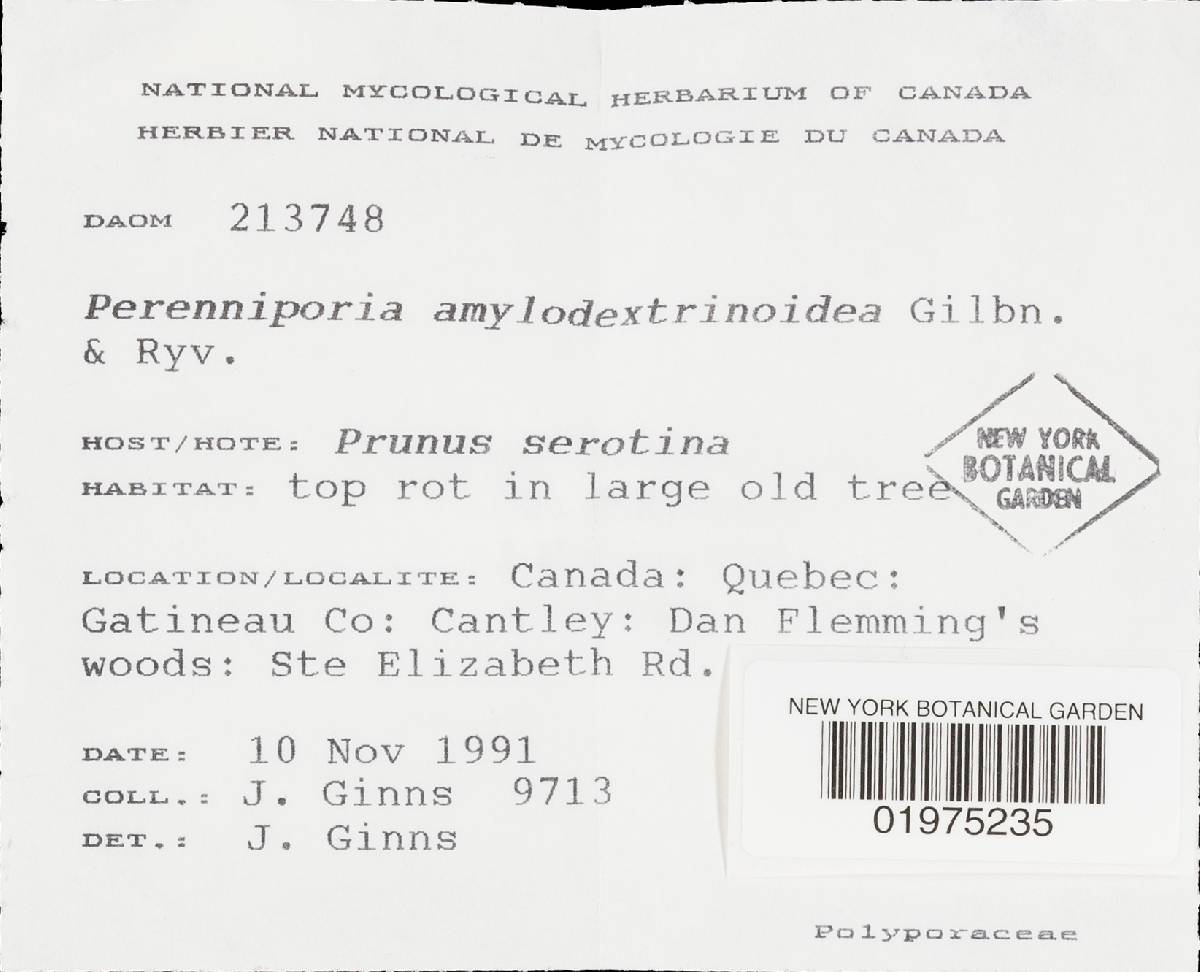 NATIONAL MYCOLOGICAL HERBARIUM OF CANADA
HERBIER NATIONAL DE MYCOLOGIE DU CANADA
DAOM 213748
Perenniporia amylodextrinoidea Gilbn.
& Ryv.
HOST/HOTE: Prunus serotina
HABITAT: top rot in large old tree
NEW YORK
BOTANICAL
GARDEN
LOCATION/LOCALITE: Canada: Quebec:
Gatineau Co: Cantley: Dan Flemming's
woods: Ste Elizabeth Rd.
DATE: 10 Nov 1991
COLL.: J. Ginns 9713
DET.: J. Ginns
NEW YORK BOTANICAL GARDEN
01975235
Polyporaceae